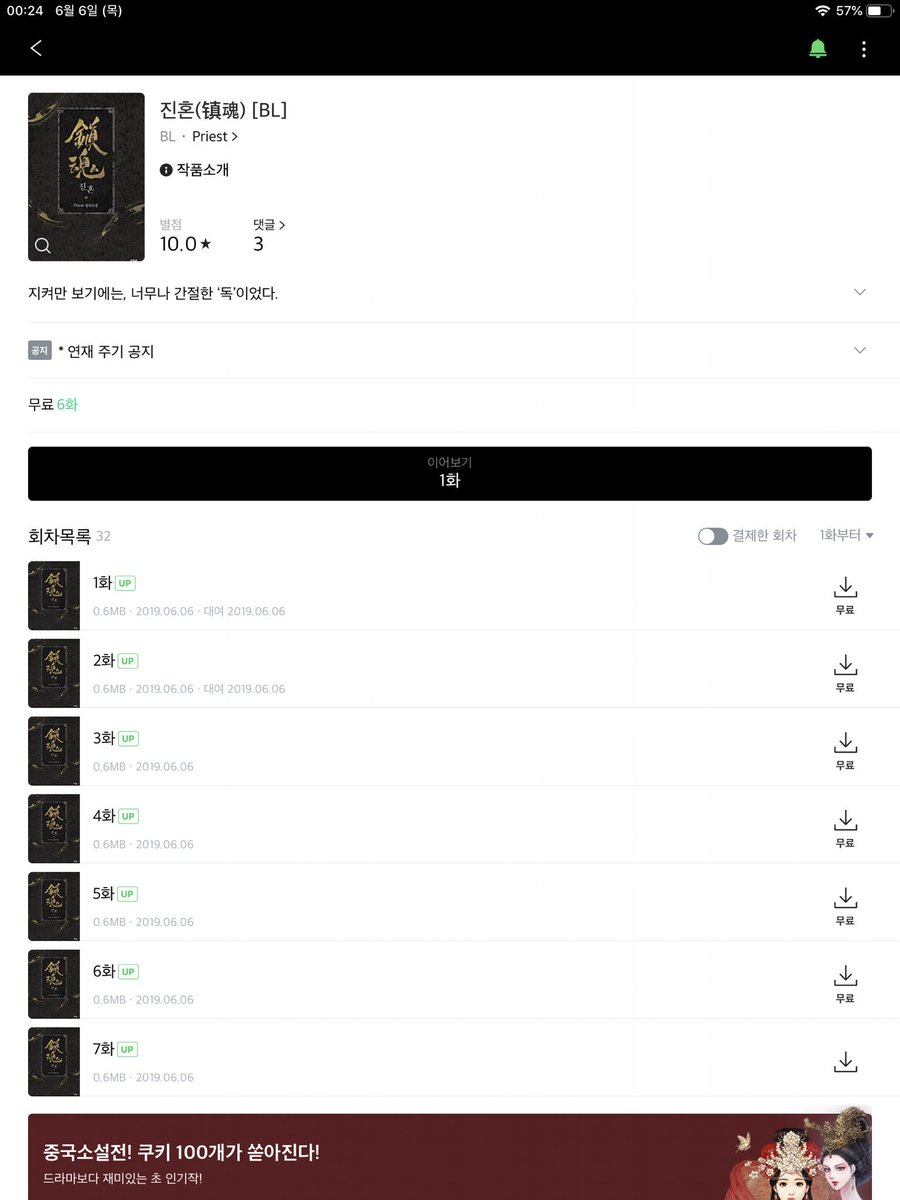 00:24 6월 6일 (목) 57%
진혼(镇魂) [BL]
BL · Priest >
작품소개
별점 댓글 >
10.0★ 3
鎮
魂
진혼
지켜만 보기에는, 너무나 간절한 ‘독’이었다.
공지 * 연재 주기 공지
무료 6화
이어보기
1화
회차목록 32 결제한 회차 1화부터
1화 UP
0.6MB · 2019.06.06 · 대여 2019.06.06
무료
2화 UP
0.6MB · 2019.06.06 · 대여 2019.06.06
무료
3화 UP
0.6MB · 2019.06.06
무료
4화 UP
0.6MB · 2019.06.06
무료
5화 UP
0.6MB · 2019.06.06
무료
6화 UP
0.6MB · 2019.06.06
무료
7화 UP
0.6MB · 2019.06.06
중국소설전! 쿠키 100개가 쏟아진다!
드라마보다 재미있는 초 인기작!